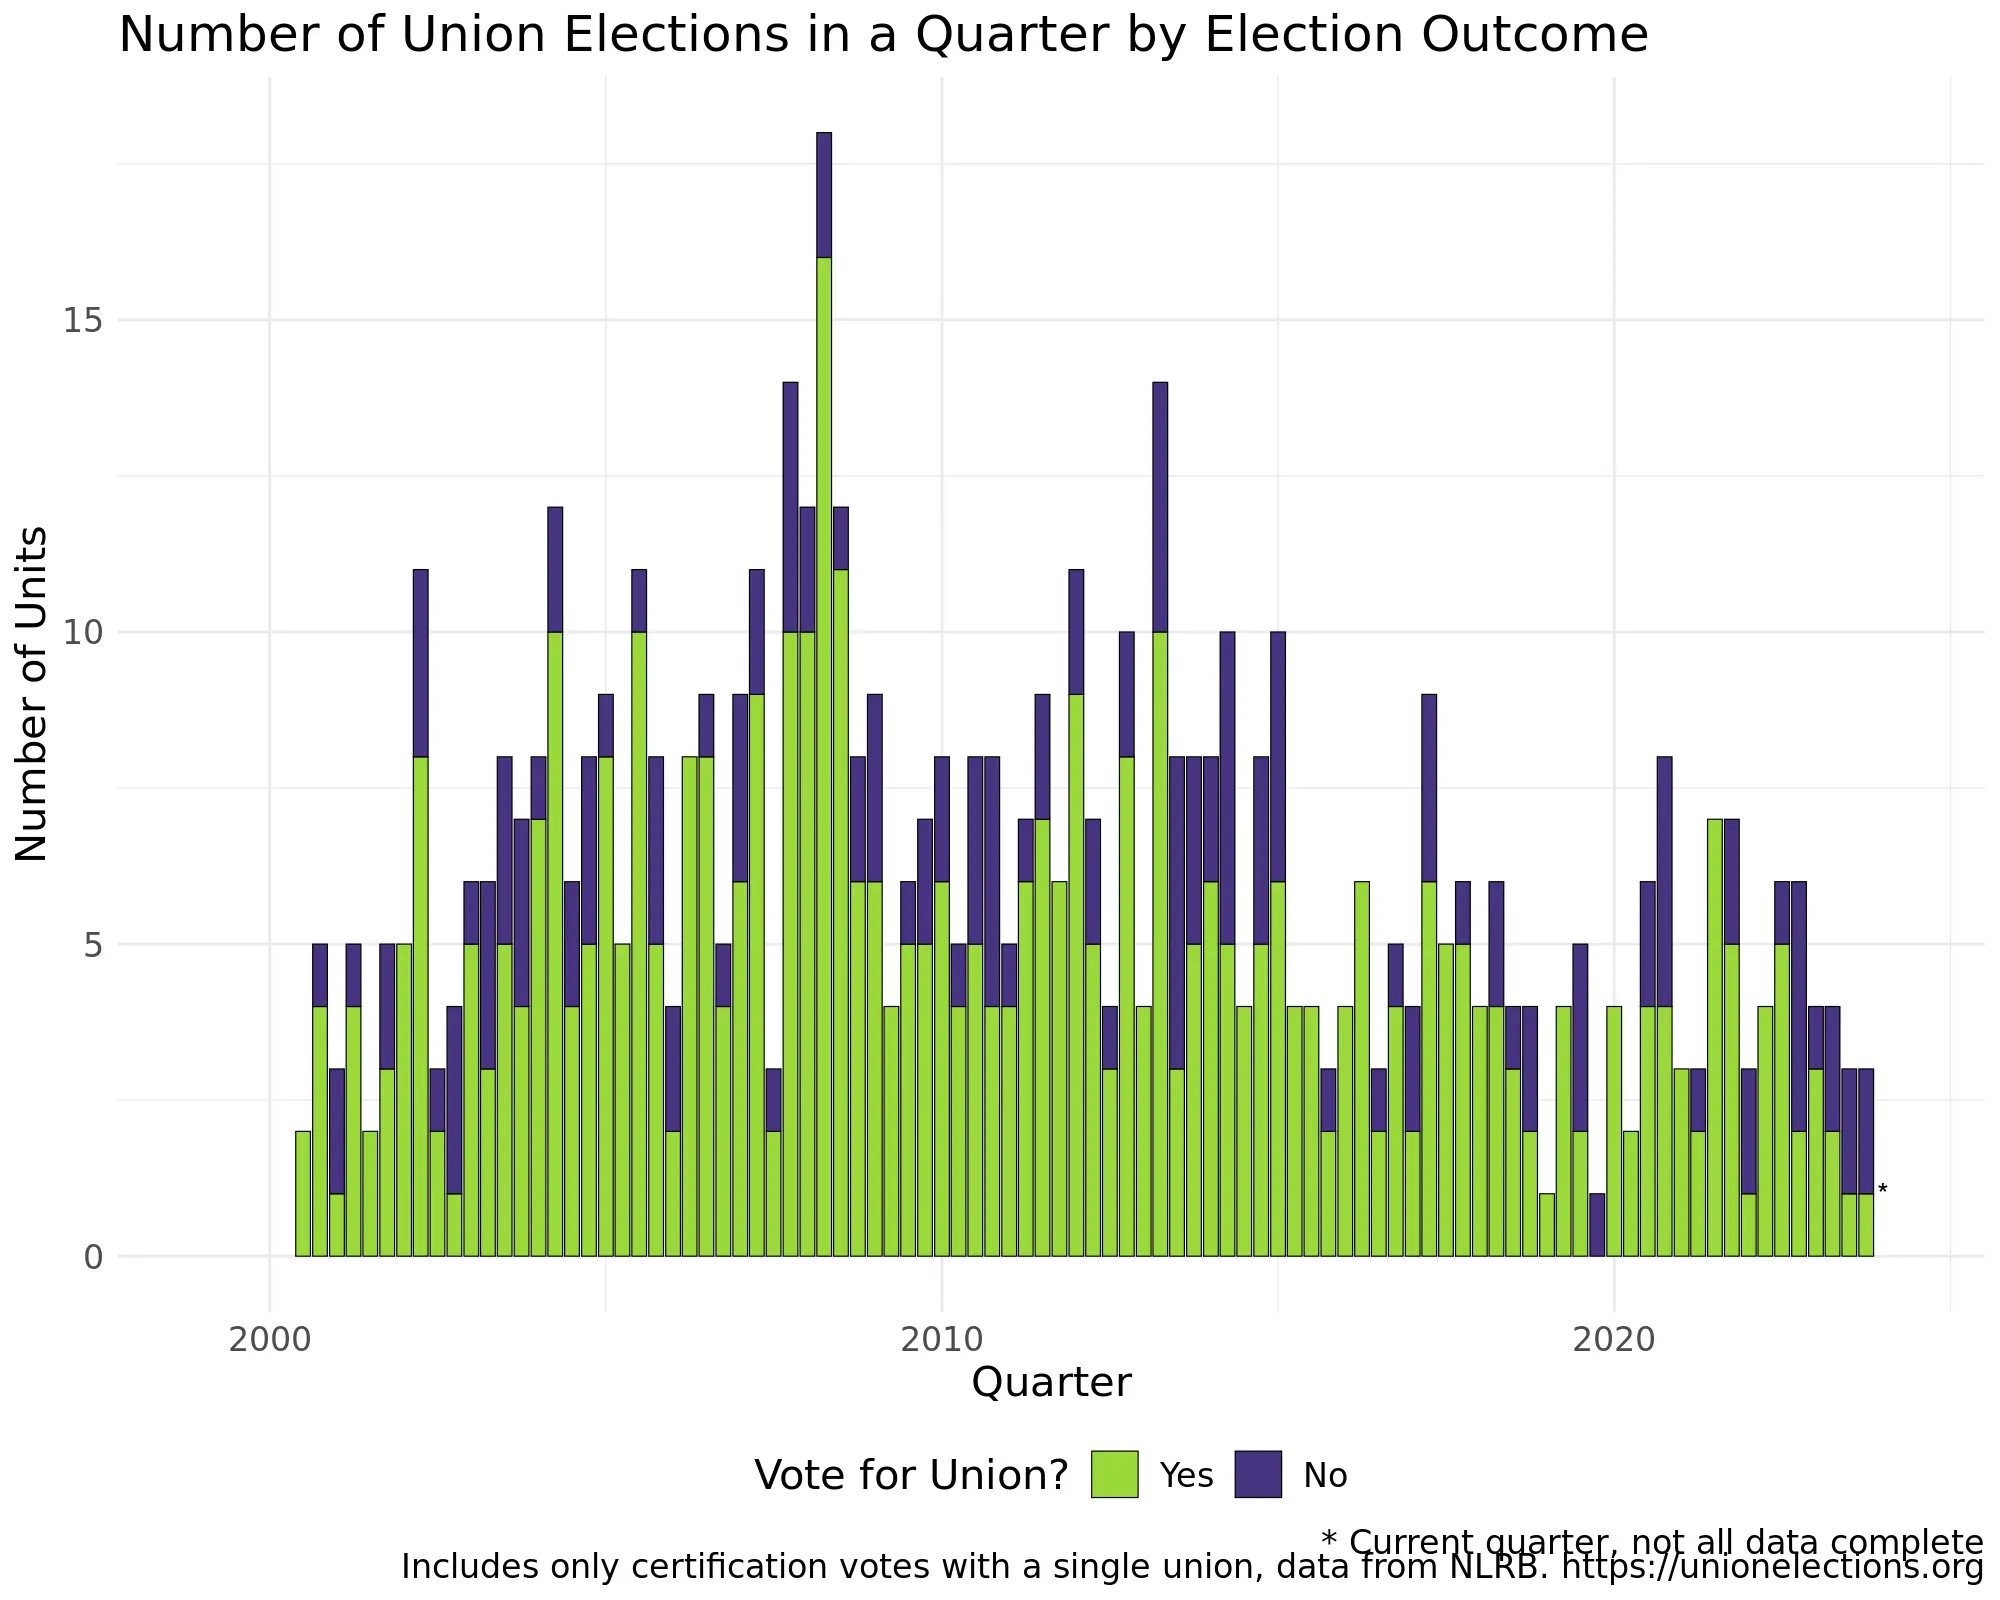 Number of Union Elections in a Quarter by Election Outcome
Number of Units
15
10
5
0
*
2000 2010 2020
Quarter
Vote for Union? Yes No
* Current quarter, not all data complete
Includes only certification votes with a single union, data from NLRB. https://unionelections.org